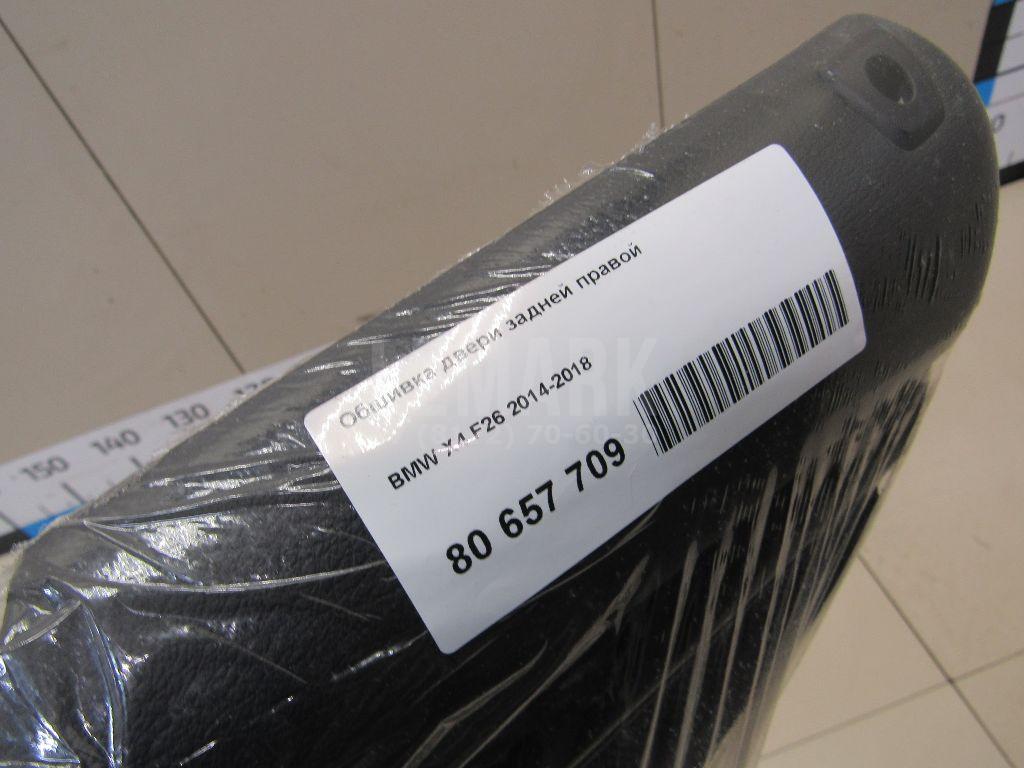 Обшивка двери задней правой
BMW X4 F26 2014-2018
80 657 709
150 140 130